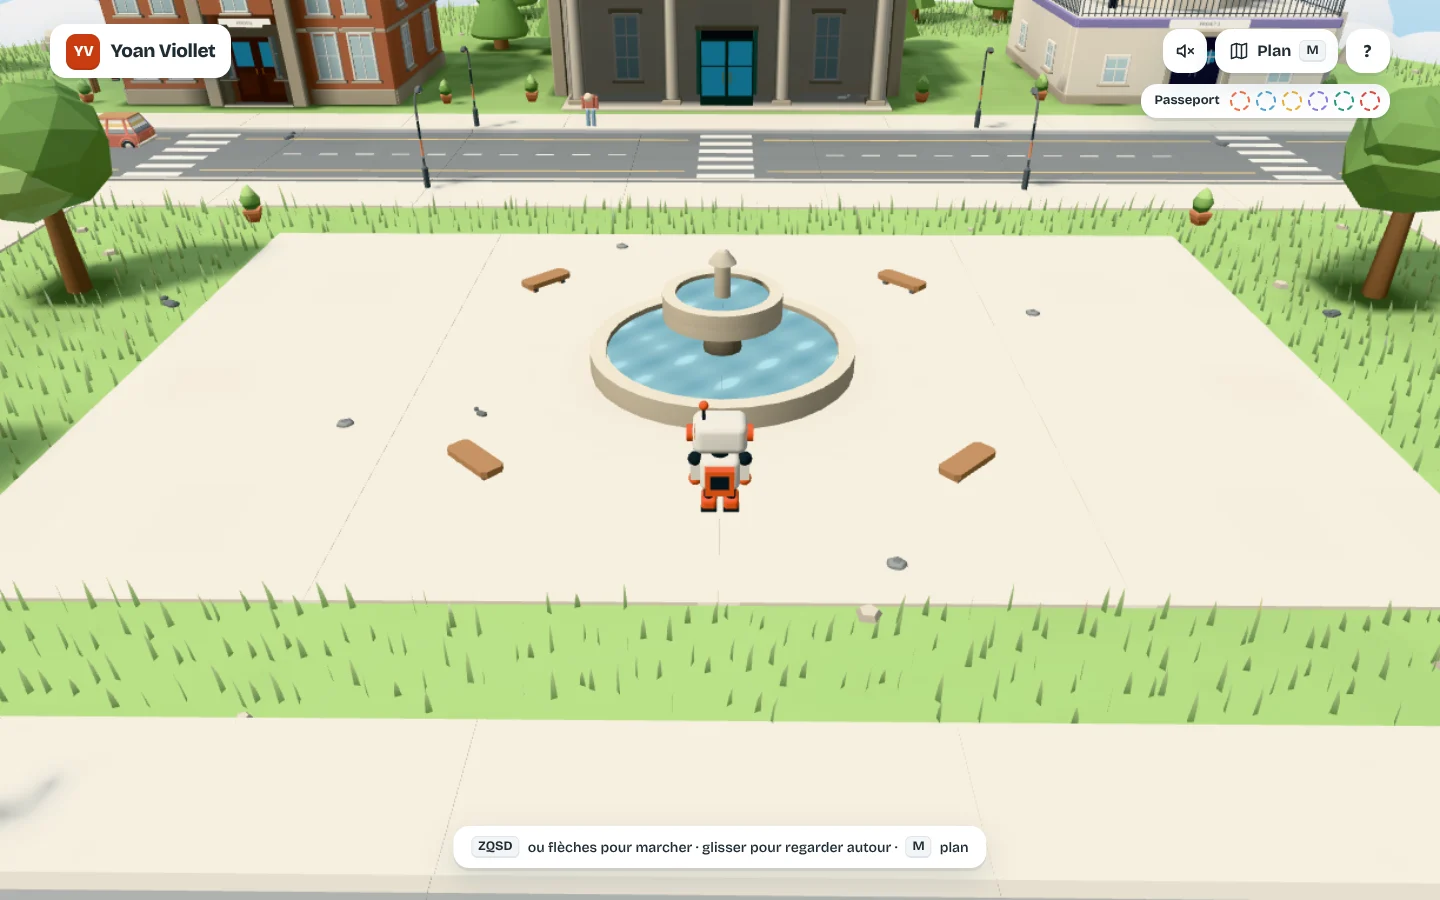 YV Yoan Viollet
Plan M ?
Passeport
ZQSD ou flèches pour marcher · glisser pour regarder autour · M plan